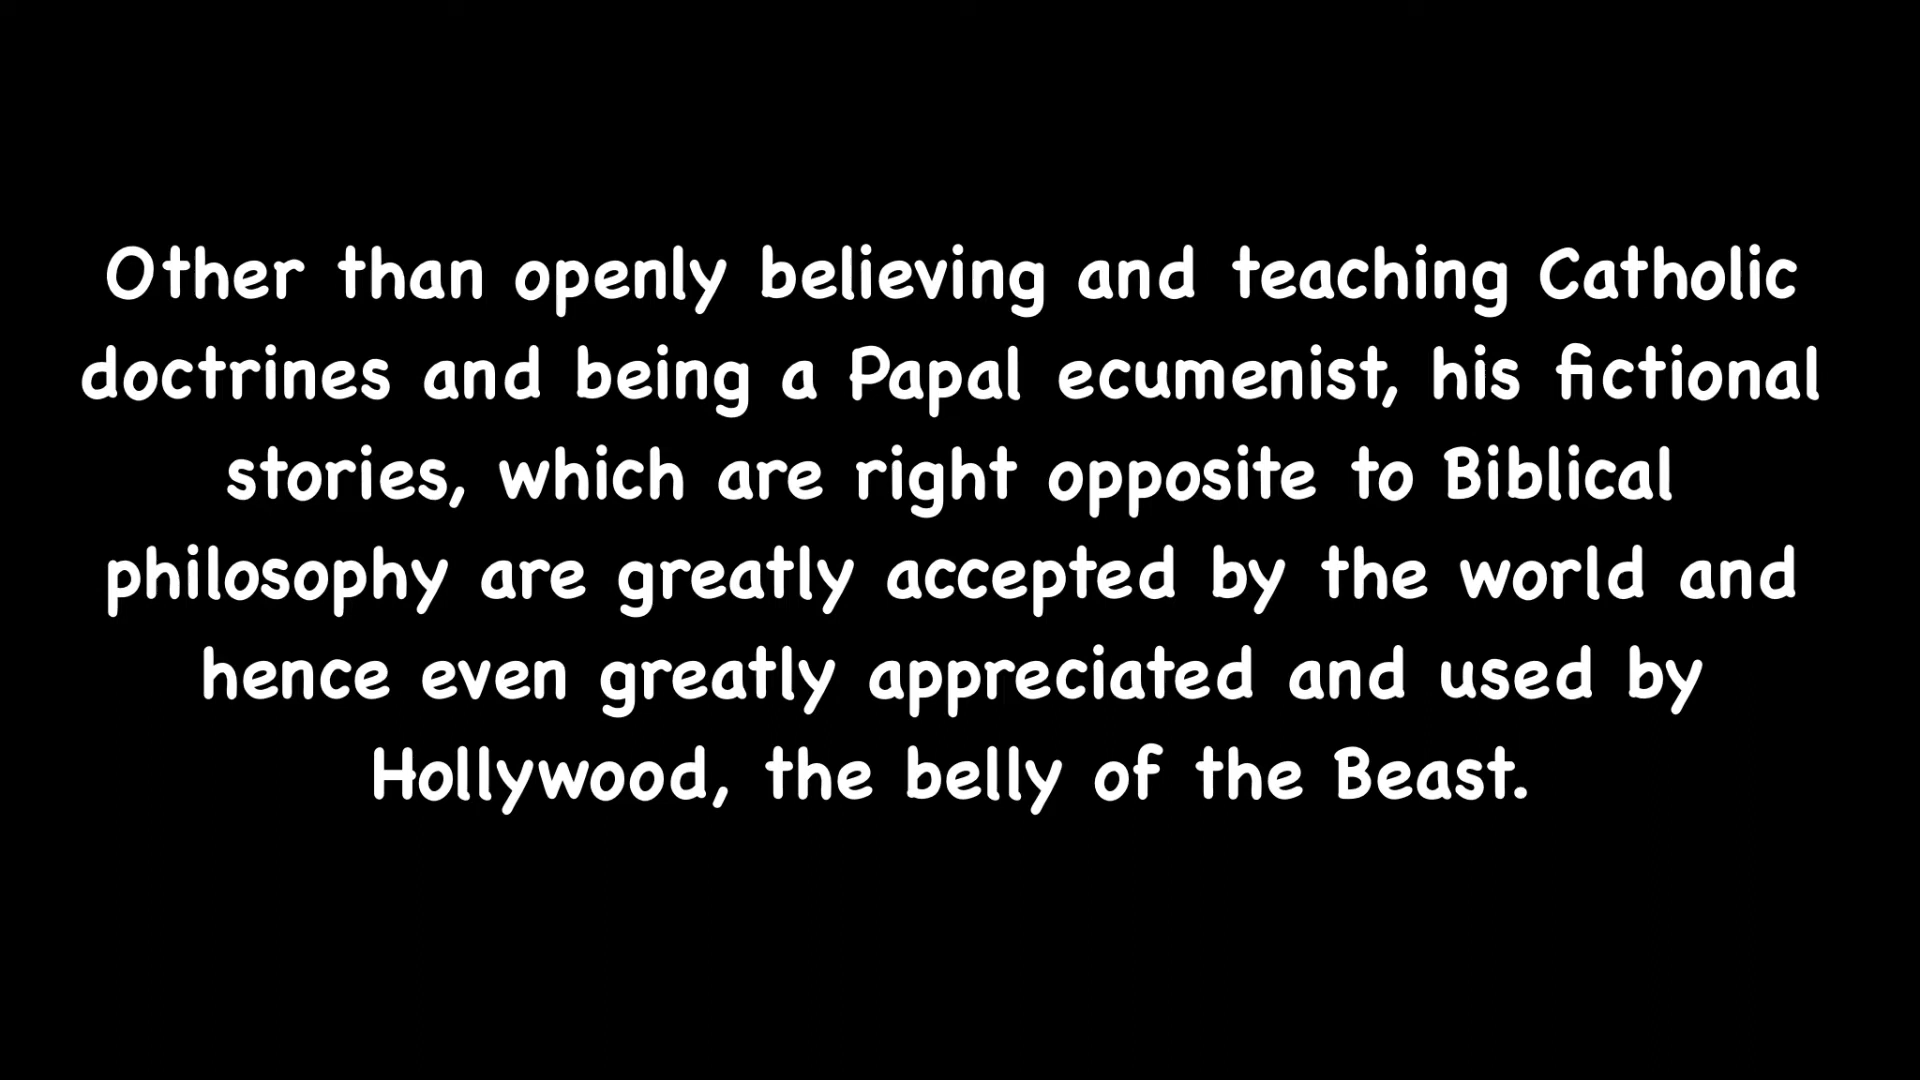 Other than openly believing and teaching Catholic
doctrines and being a Papal ecumenist, his fictional
stories, which are right opposite to Biblical
philosophy are greatly accepted by the world and
hence even greatly appreciated and used by
Hollywood, the belly of the Beast.